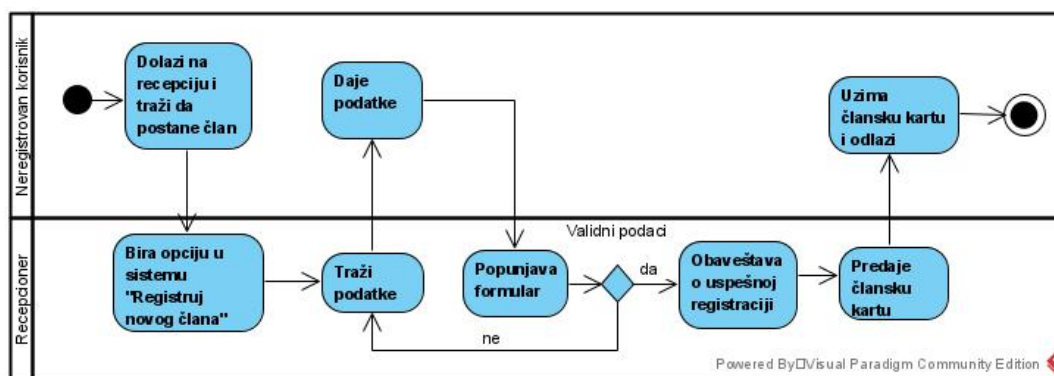 Neregistrovan korisnik
Dolazi na
recepciju i
traži da
postane član
Daje
podatke
Uzima
člansku kartu
i odlazi
Recepcioner
Bira opciju u
sistemu
"Registruj
novog člana"
Traži
podatke
Popunjava
formular
Validni podaci
da
ne
Obaveštava
o uspešnoj
registraciji
Predaje
člansku
kartu
Powered By□Visual Paradigm Community Edition